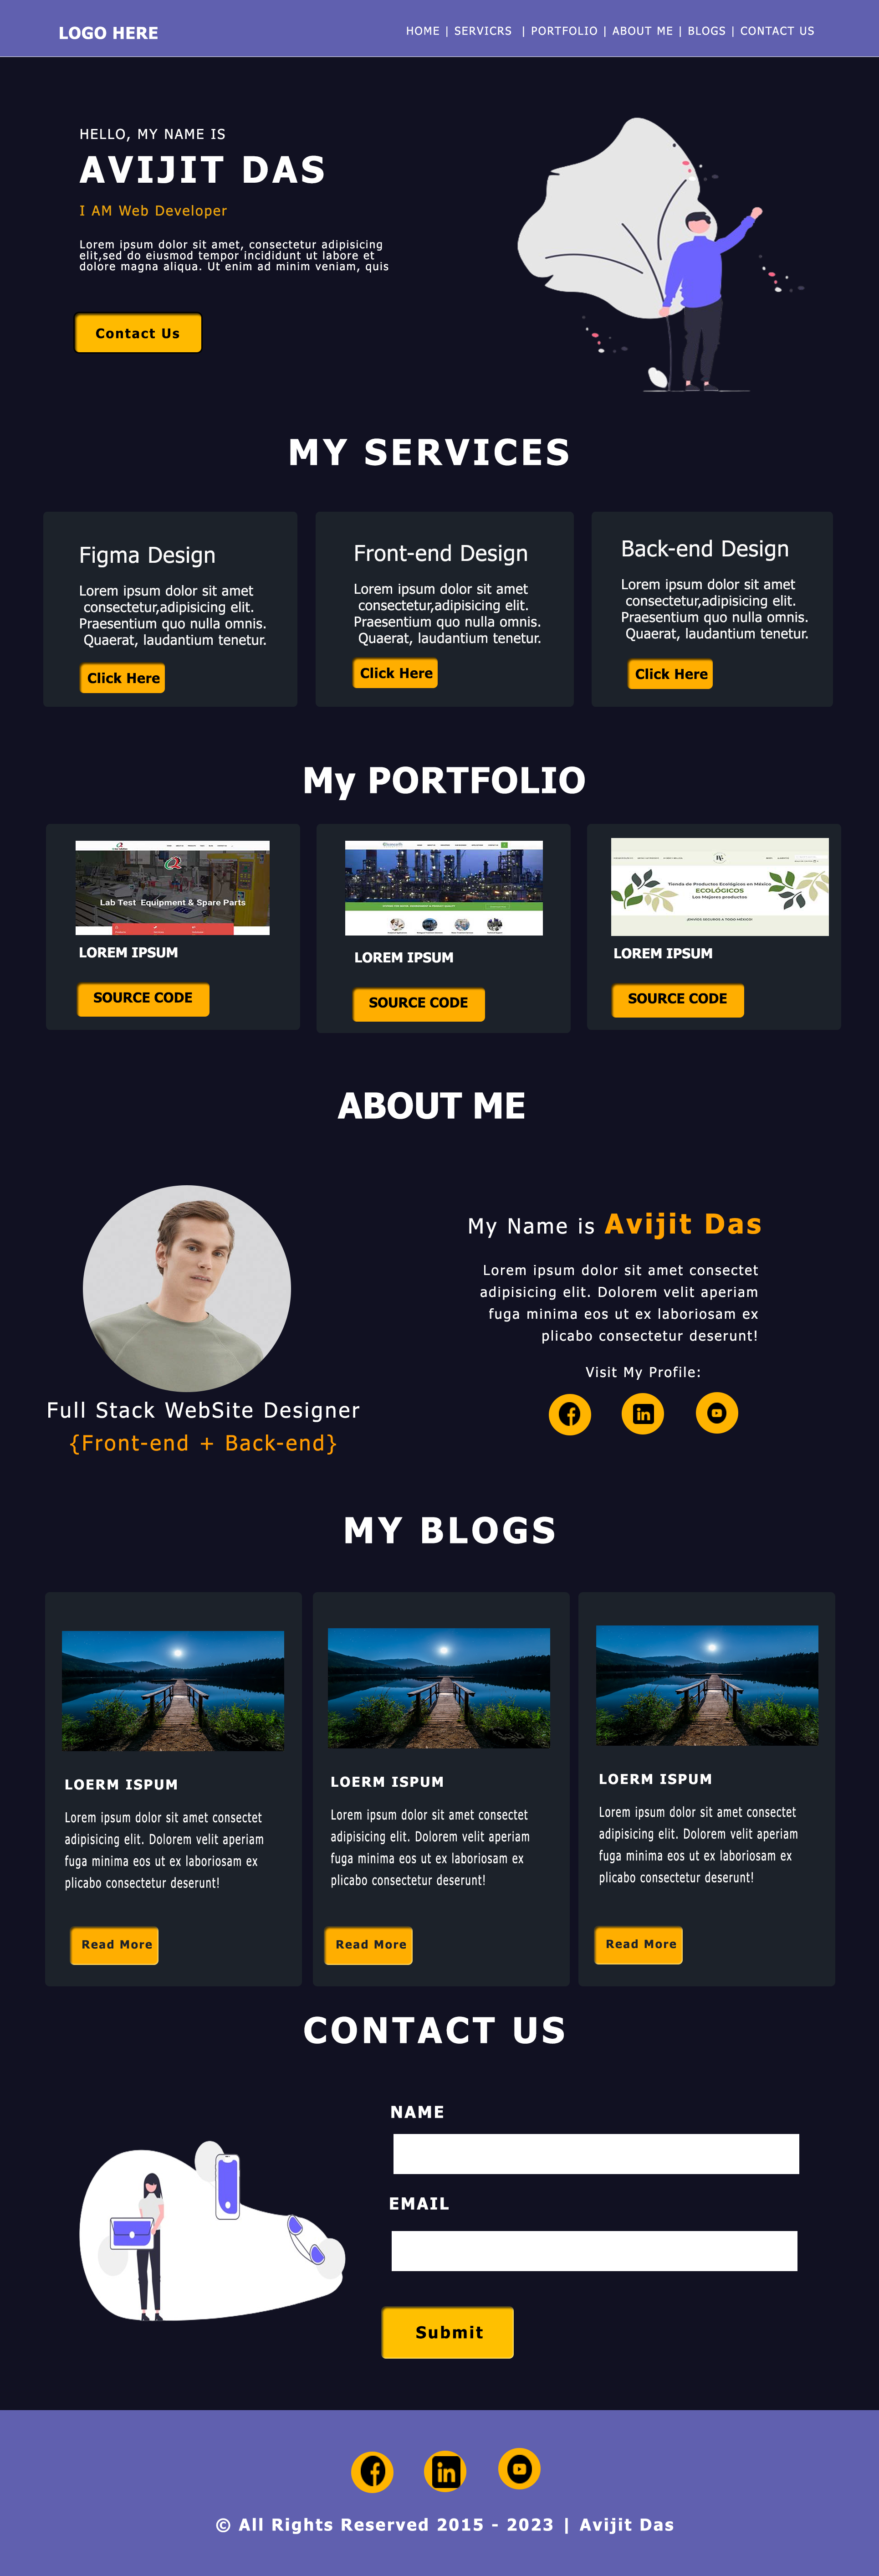 LOGO HERE
HOME | SERVICRS | PORTFOLIO | ABOUT ME | BLOGS | CONTACT US
HELLO, MY NAME IS
AVIJIT DAS
I AM Web Developer
Lorem ipsum dolor sit amet, consectetur adipisicing
elit,sed do eiusmod tempor incididunt ut labore et
dolore magna aliqua. Ut enim ad minim veniam, quis
Contact Us
MY SERVICES
Figma Design
Lorem ipsum dolor sit amet
consectetur,adipisicing elit.
Praesentium quo nulla omnis.
Quaerat, laudantium tenetur.
Click Here
Front-end Design
Lorem ipsum dolor sit amet
consectetur,adipisicing elit.
Praesentium quo nulla omnis.
Quaerat, laudantium tenetur.
Click Here
Back-end Design
Lorem ipsum dolor sit amet
consectetur,adipisicing elit.
Praesentium quo nulla omnis.
Quaerat, laudantium tenetur.
Click Here
My PORTFOLIO
Lab Test Equipment & Spare Parts
LOREM IPSUM
SOURCE CODE
LOREM IPSUM
SOURCE CODE
Tienda de Productos Ecológicos en México
ECOLÓGICOS
Los Mejores productos
¡ENVIOS SEGUROS A TODO MÉXICO!
LOREM IPSUM
SOURCE CODE
ABOUT ME
Full Stack WebSite Designer
{Front-end + Back-end}
My Name is Avijit Das
Lorem ipsum dolor sit amet consectet
adipisicing elit. Dolorem velit aperiam
fuga minima eos ut ex laboriosam ex
plicabo consectetur deserunt!
Visit My Profile:
MY BLOGS
LOERM ISPUM
Lorem ipsum dolor sit amet consectet
adipisicing elit. Dolorem velit aperiam
fuga minima eos ut ex laboriosam ex
plicabo consectetur deserunt!
Read More
LOERM ISPUM
Lorem ipsum dolor sit amet consectet
adipisicing elit. Dolorem velit aperiam
fuga minima eos ut ex laboriosam ex
plicabo consectetur deserunt!
Read More
LOERM ISPUM
Lorem ipsum dolor sit amet consectet
adipisicing elit. Dolorem velit aperiam
fuga minima eos ut ex laboriosam ex
plicabo consectetur deserunt!
Read More
CONTACT US
NAME
EMAIL
Submit
© All Rights Reserved 2015 - 2023 | Avijit Das